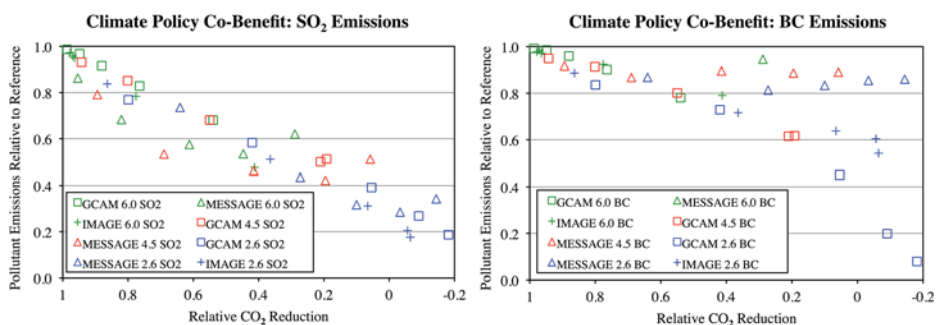 Climate Policy Co-Benefit: SO2 Emissions
Pollutant Emissions Relative to Reference
1.0
0.8
0.6
0.4
0.2
0.0
GCAM 6.0 SO2
MESSAGE 6.0 SO2
IMAGE 6.0 SO2
GCAM 4.5 SO2
MESSAGE 4.5 SO2
GCAM 2.6 SO2
MESSAGE 2.6 SO2
IMAGE 2.6 SO2
1 0.8 0.6 0.4 0.2 0 -0.2
Relative CO2 Reduction
Climate Policy Co-Benefit: BC Emissions
Pollutant Emissions Relative to Reference
1.0
0.8
0.6
0.4
0.2
0.0
GCAM 6.0 BC
MESSAGE 6.0 BC
IMAGE 6.0 BC
GCAM 4.5 BC
MESSAGE 4.5 BC
GCAM 2.6 BC
MESSAGE 2.6 BC
IMAGE 2.6 BC
1 0.8 0.6 0.4 0.2 0 -0.2
Relative CO2 Reduction